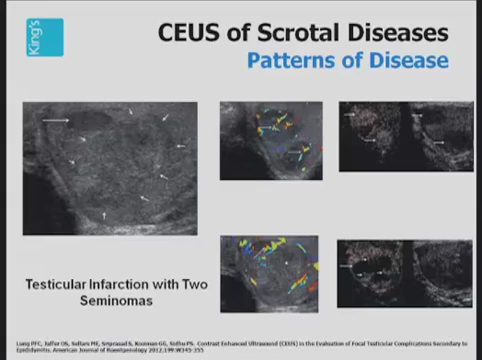 King's
CEUS of Scrotal Diseases
Patterns of Disease
Testicular Infarction with Two
Seminomas
Lung PFC, Jaffer OS, Sellars ME, Sriprasad S, Kooiman GG, Sidhu PS. Contrast Enhanced Ultrasound (CEUS) in the Evaluation of Focal Testicular Complications Secondary to
Epididymitis. American Journal of Roentgenology 2012;199:W345-355